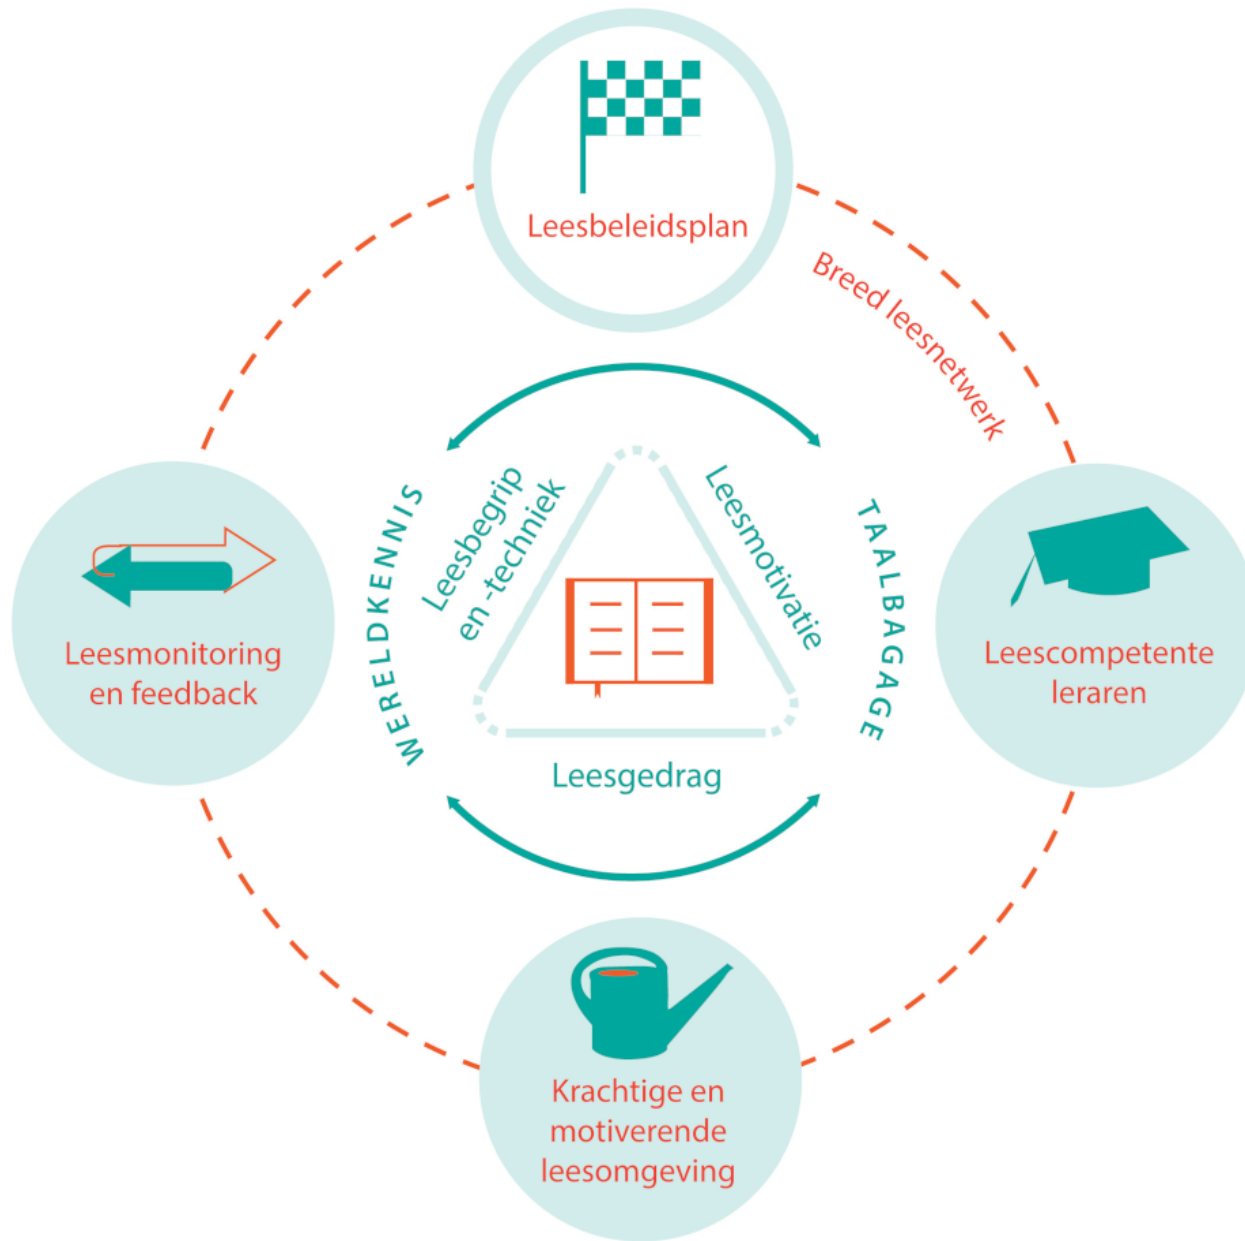 Leesbeleidsplan
Breed leesnetwerk
Leesbegrip
en -techniek
Leesmotivatie
WERELDKENNIS
TAALBAGAGE
Leesmonitoring
en feedback
Leescompetente
leraren
Leesgedrag
Krachtige en
motiverende
leesomgeving